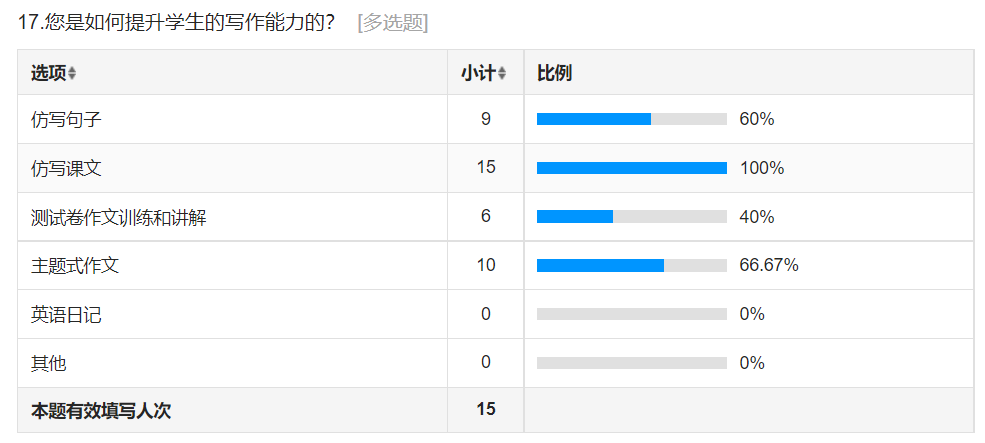 17.您是如何提升学生的写作能力的？ [多选题]
选项 小计 比例
仿写句子 9 60%
仿写课文 15 100%
测试卷作文训练和讲解 6 40%
主题式作文 10 66.67%
英语日记 0 0%
其他 0 0%
本题有效填写人次 15